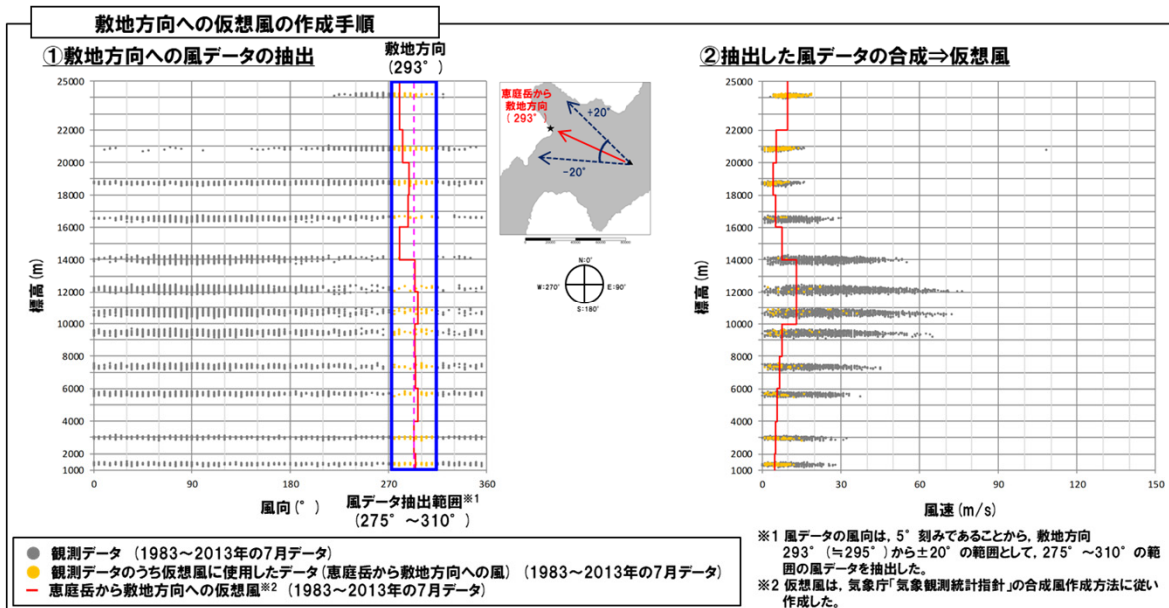 敷地方向への仮想風の作成手順
①敷地方向への風データの抽出
敷地方向
(293°)
25000
22000
20000
18000
16000
14000
12000
10000
8000
6000
4000
2000
1000
標高(m)
0
90
180
270
360
風向(°)
風データ抽出範囲※1
(275°～310°)
恵庭岳から
敷地方向
(293°)
+20°
-20°
N:0°
W:270°
E:90°
S:180°
②抽出した風データの合成⇒仮想風
25000
22000
20000
18000
16000
14000
12000
10000
8000
6000
4000
2000
1000
標高(m)
0
30
60
90
120
150
風速(m/s)
観測データ (1983～2013年の7月データ)
観測データのうち仮想風に使用したデータ(恵庭岳から敷地方向への風) (1983～2013年の7月データ)
恵庭岳から敷地方向への仮想風※2 (1983～2013年の7月データ)
※1 風データの風向は，5°刻みであることから，敷地方向
293°(≒295°)から±20°の範囲として，275°～310°の範
囲の風データを抽出した。
※2 仮想風は，気象庁「気象観測統計指針」の合成風作成方法に従い
作成した。